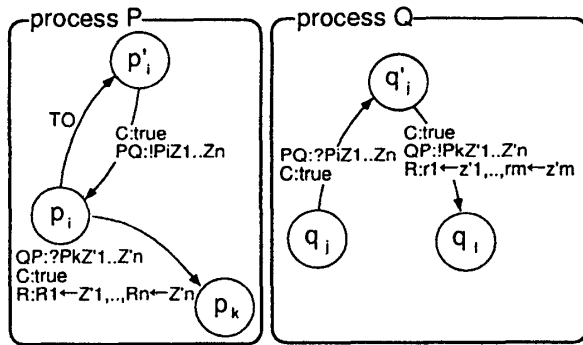 process P
p'i
TO
C:true
PQ:!PiZ1..Zn
pi
QP:?PkZ'1..Z'n
C:true
R:R1←Z'1,..,Rn←Z'n
pk
process Q
q'j
PQ:?PiZ1..Zn
C:true
C:true
QP:!PkZ'1..Z'n
R:r1←z'1,..,rm←z'm
qj
ql